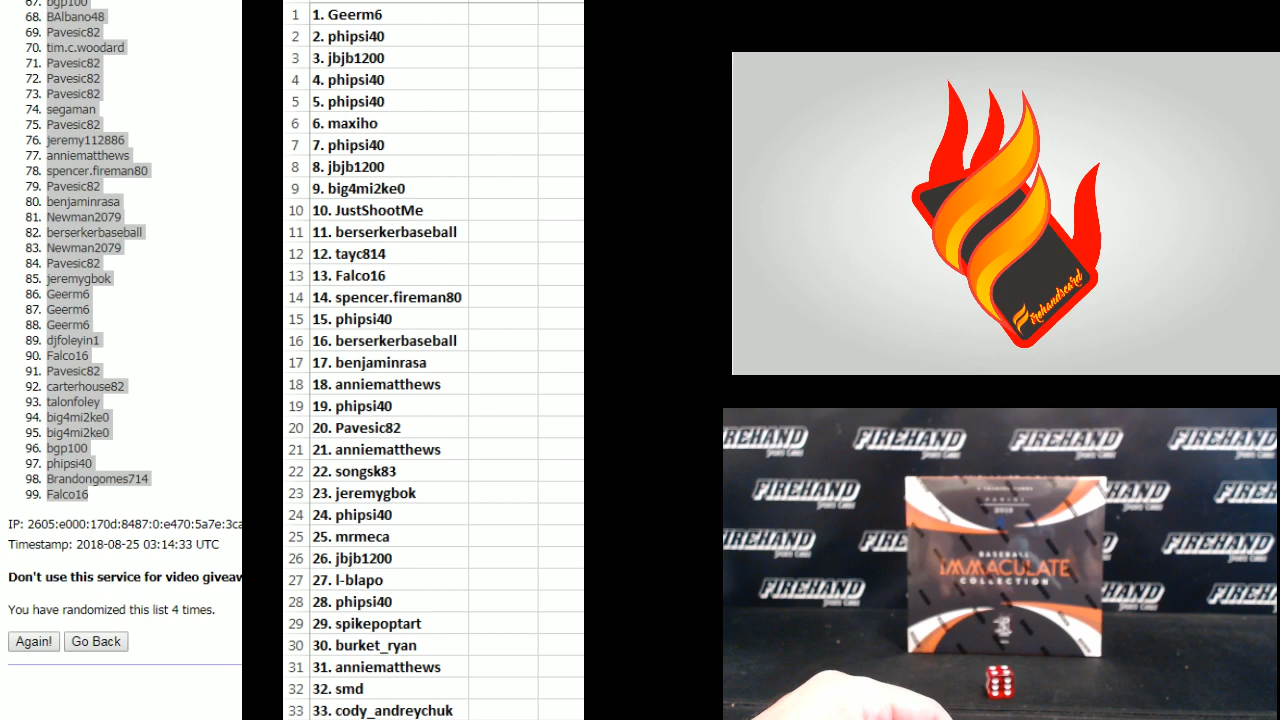 67. bgp100
68. BAlbano48
69. Pavesic82
70. tim.c.woodard
71. Pavesic82
72. Pavesic82
73. Pavesic82
74. segaman
75. Pavesic82
76. jeremy112886
77. anniematthews
78. spencer.fireman80
79. Pavesic82
80. benjaminrasa
81. Newman2079
82. berserkerbaseball
83. Newman2079
84. Pavesic82
85. jeremygbok
86. Geerm6
87. Geerm6
88. Geerm6
89. djfoleyin1
90. Falco16
91. Pavesic82
92. carterhouse82
93. talonfoley
94. big4mi2ke0
95. big4mi2ke0
96. bgp100
97. phipsi40
98. Brandongomes714
99. Falco16
IP: 2605:e000:170d:8487:0:e470:5a7e:3ca
Timestamp: 2018-08-25 03:14:33 UTC
Don't use this service for video giveaw
You have randomized this list 4 times.
Again! Go Back
1 1. Geerm6
2 2. phipsi40
3 3. jbjb1200
4 4. phipsi40
5 5. phipsi40
6 6. maxiho
7 7. phipsi40
8 8. jbjb1200
9 9. big4mi2ke0
10 10. JustShootMe
11 11. berserkerbaseball
12 12. tayc814
13 13. Falco16
14 14. spencer.fireman80
15 15. phipsi40
16 16. berserkerbaseball
17 17. benjaminrasa
18 18. anniematthews
19 19. phipsi40
20 20. Pavesic82
21 21. anniematthews
22 22. songsk83
23 23. jeremygbok
24 24. phipsi40
25 25. mrmeca
26 26. jbjb1200
27 27. l-blapo
28 28. phipsi40
29 29. spikepoptart
30 30. burket_ryan
31 31. anniematthews
32 32. smd
33 33. cody_andreychuk
irehandscard
FIREHAND FIREHAND FIREHAND FIREHAND
PANINI
2018
BASEBALL
IMMACULATE
COLLECTION